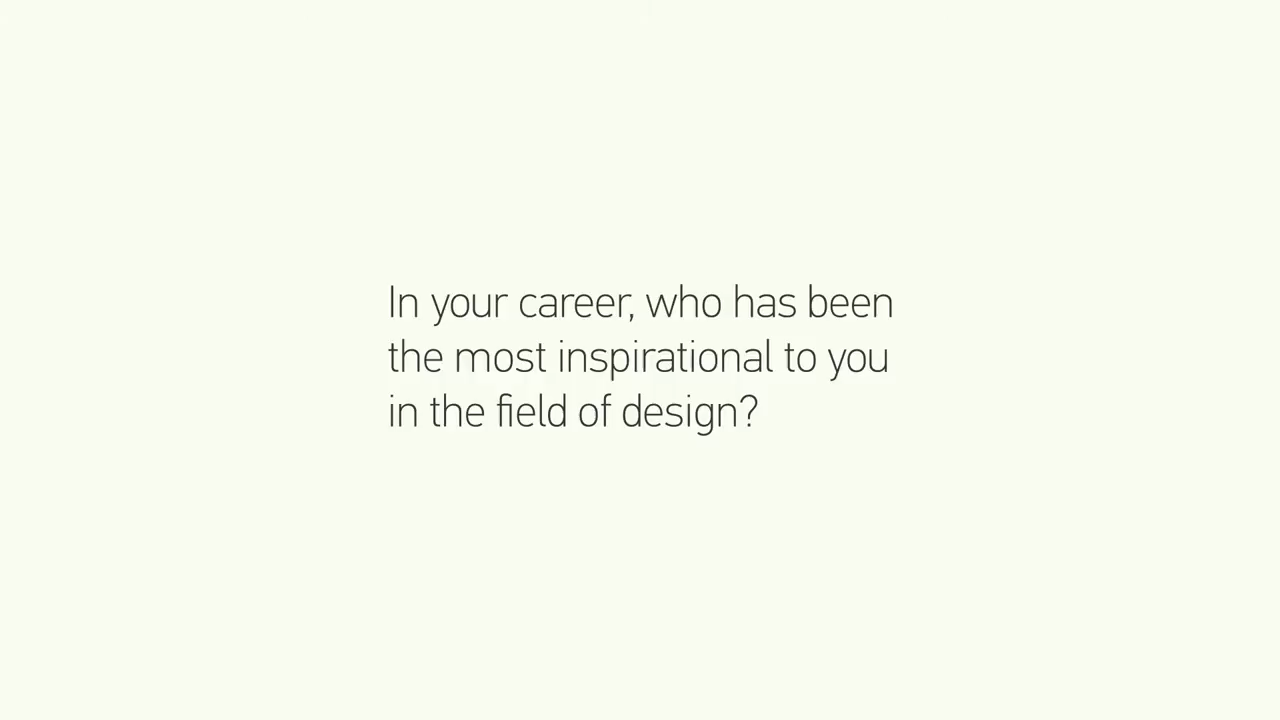 In your career, who has been
the most inspirational to you
in the field of design?